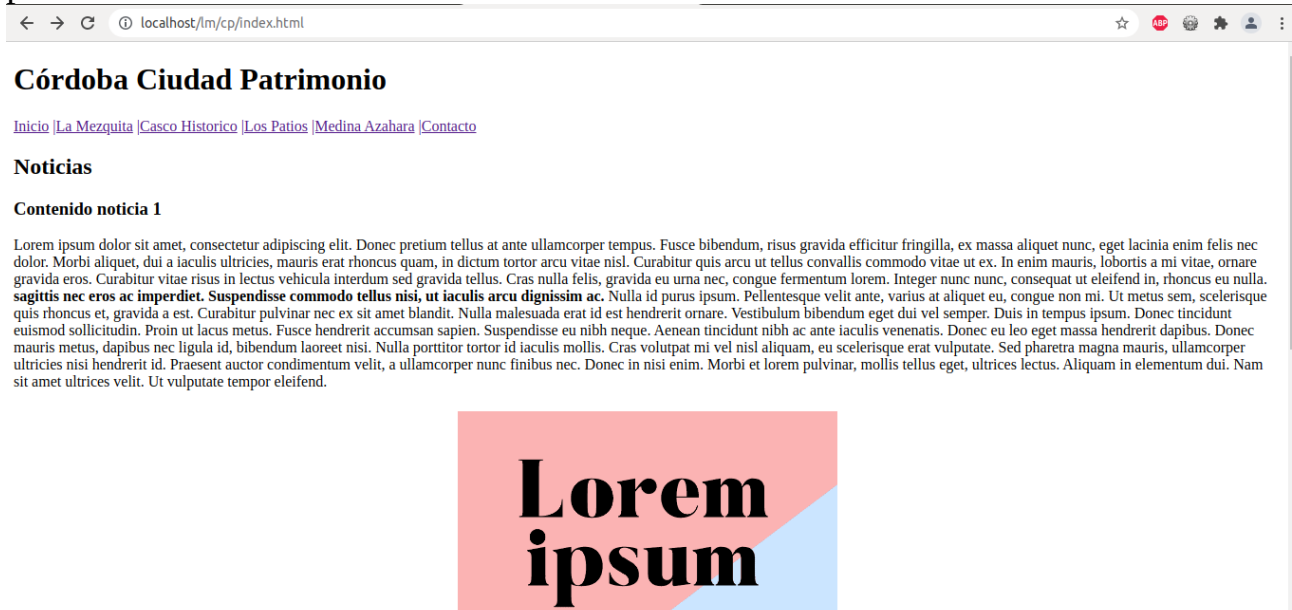 localhost/lm/cp/index.html
ABP
Córdoba Ciudad Patrimonio
Inicio |La Mezquita |Casco Historico |Los Patios |Medina Azahara |Contacto
Noticias
Contenido noticia 1
Lorem ipsum dolor sit amet, consectetur adipiscing elit. Donec pretium tellus at ante ullamcorper tempus. Fusce bibendum, risus gravida efficitur fringilla, ex massa aliquet nunc, eget lacinia enim felis nec
dolor. Morbi aliquet, dui a iaculis ultricies, mauris erat rhoncus quam, in dictum tortor arcu vitae nisl. Curabitur quis arcu ut tellus convallis commodo vitae ut ex. In enim mauris, lobortis a mi vitae, ornare
gravida eros. Curabitur vitae risus in lectus vehicula interdum sed gravida tellus. Cras nulla felis, gravida eu urna nec, congue fermentum lorem. Integer nunc nunc, consequat ut eleifend in, rhoncus eu nulla.
sagittis nec eros ac imperdiet. Suspendisse commodo tellus nisi, ut iaculis arcu dignissim ac. Nulla id purus ipsum. Pellentesque velit ante, varius at aliquet eu, congue non mi. Ut metus sem, scelerisque
quis rhoncus et, gravida a est. Curabitur pulvinar nec ex sit amet blandit. Nulla malesuada erat id est hendrerit ornare. Vestibulum bibendum eget dui vel semper. Duis in tempus ipsum. Donec tincidunt
euismod sollicitudin. Proin ut lacus metus. Fusce hendrerit accumsan sapien. Suspendisse eu nibh neque. Aenean tincidunt nibh ac ante iaculis venenatis. Donec eu leo eget massa hendrerit dapibus. Donec
mauris metus, dapibus nec ligula id, bibendum laoreet nisi. Nulla porttitor tortor id iaculis mollis. Cras volutpat mi vel nisl aliquam, eu scelerisque erat vulputate. Sed pharetra magna mauris, ullamcorper
ultricies nisi hendrerit id. Praesent auctor condimentum velit, a ullamcorper nunc finibus nec. Donec in nisi enim. Morbi et lorem pulvinar, mollis tellus eget, ultrices lectus. Aliquam in elementum dui. Nam
sit amet ultrices velit. Ut vulputate tempor eleifend.
Lorem
ipsum